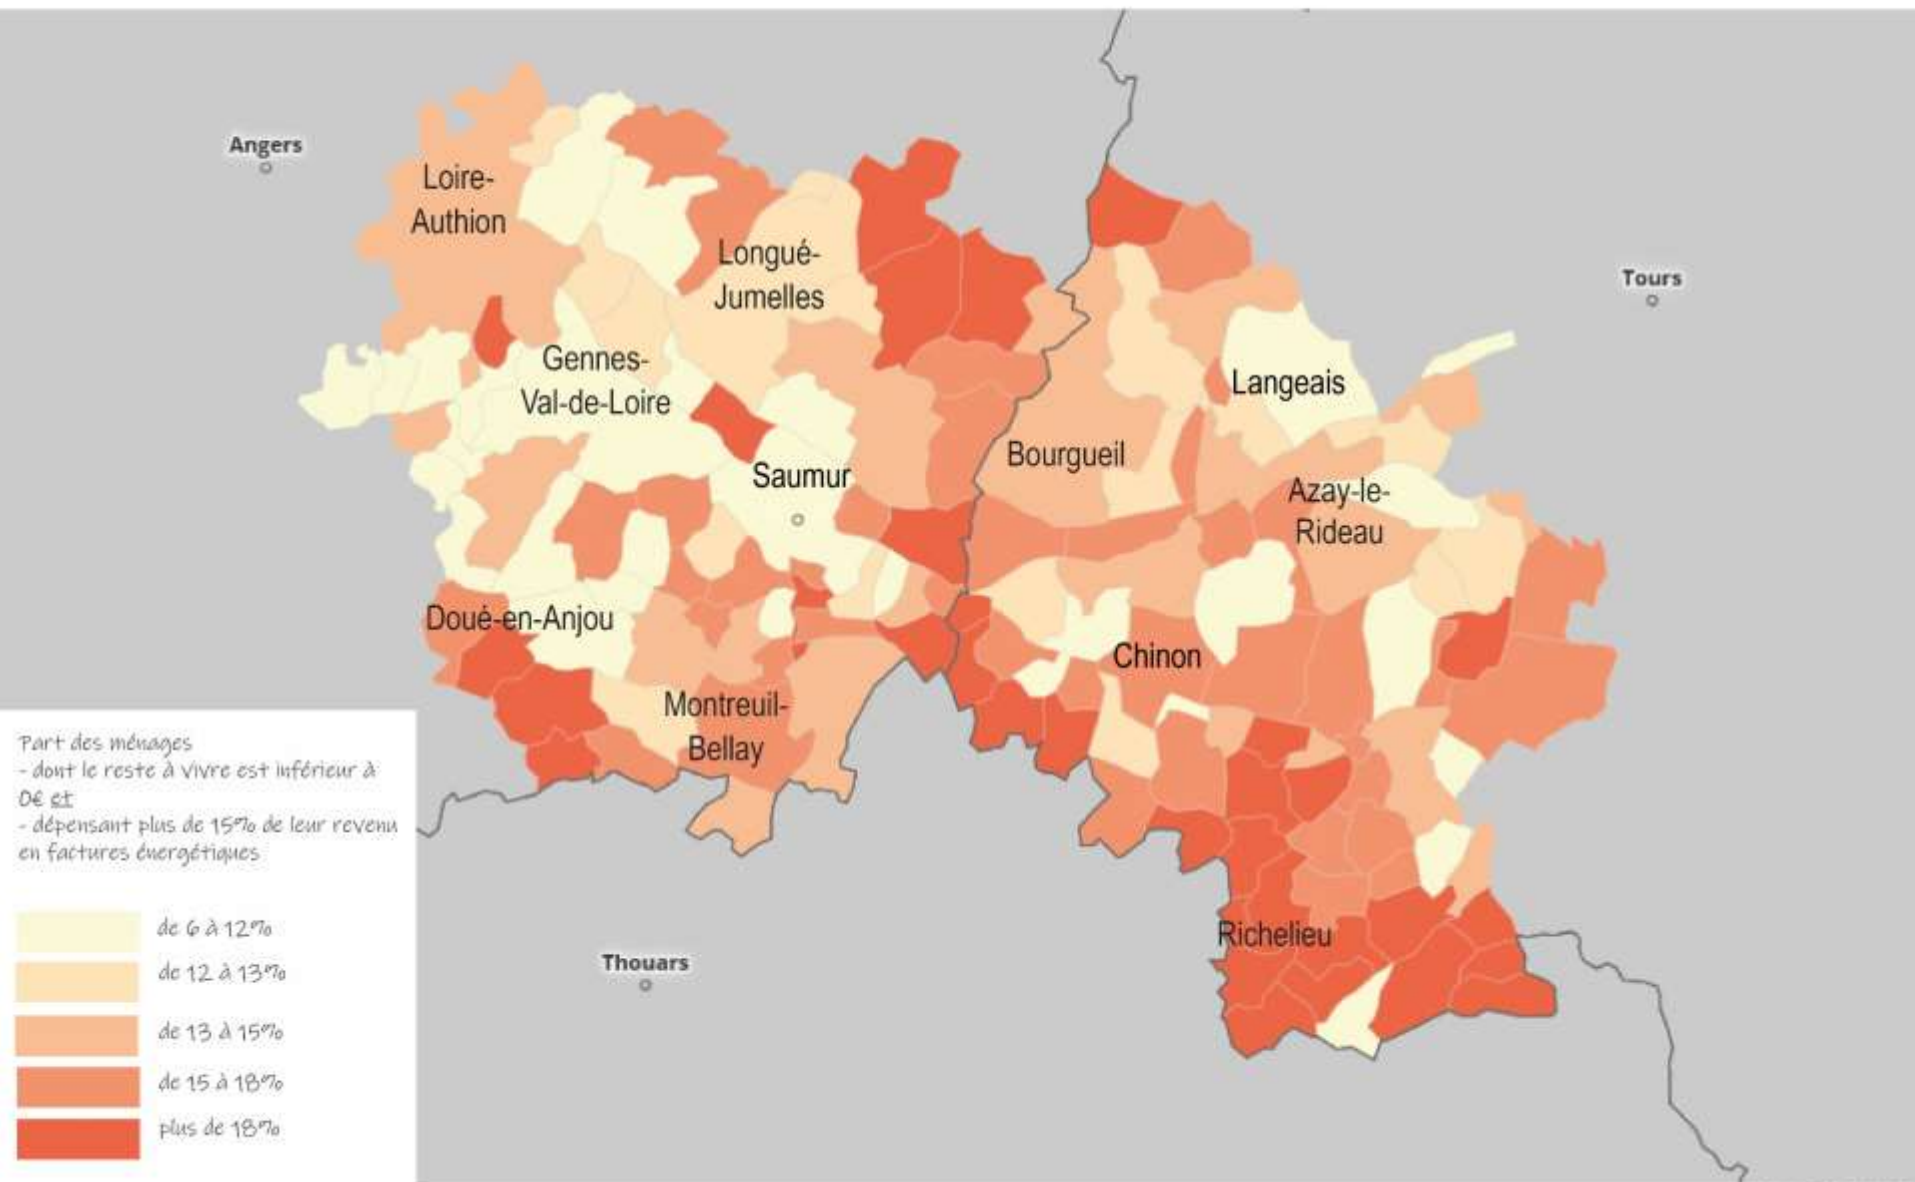 Angers
Loire-
Authion
Longué-
Jumelles
Tours
Gennes-
Val-de-Loire
Langeais
Bourgueil
Saumur
Azay-le-
Rideau
Doué-en-Anjou
Chinon
Montreuil-
Bellay
Richelieu
Thouars
Part des ménages
- dont le reste à vivre est inférieur à
0€ et
- dépensant plus de 15% de leur revenu
en factures énergétiques
de 6 à 12%
de 12 à 13%
de 13 à 15%
de 15 à 18%
plus de 18%